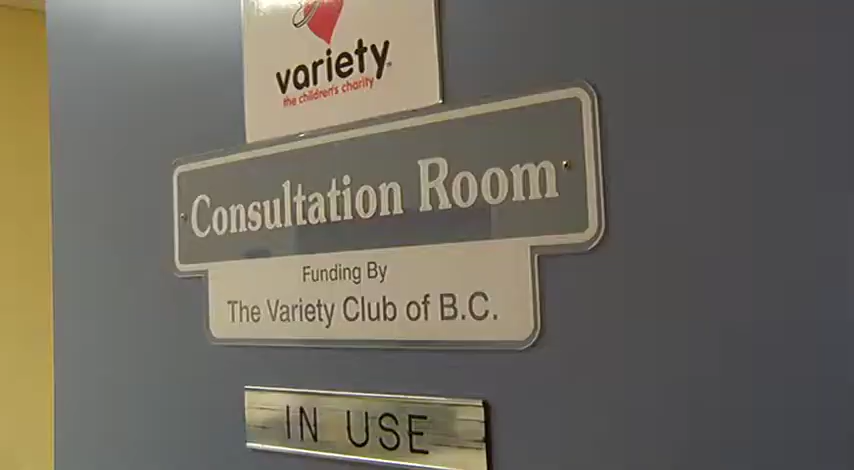 variety
the children's charity
Consultation Room
Funding By
The Variety Club of B.C.
IN USE